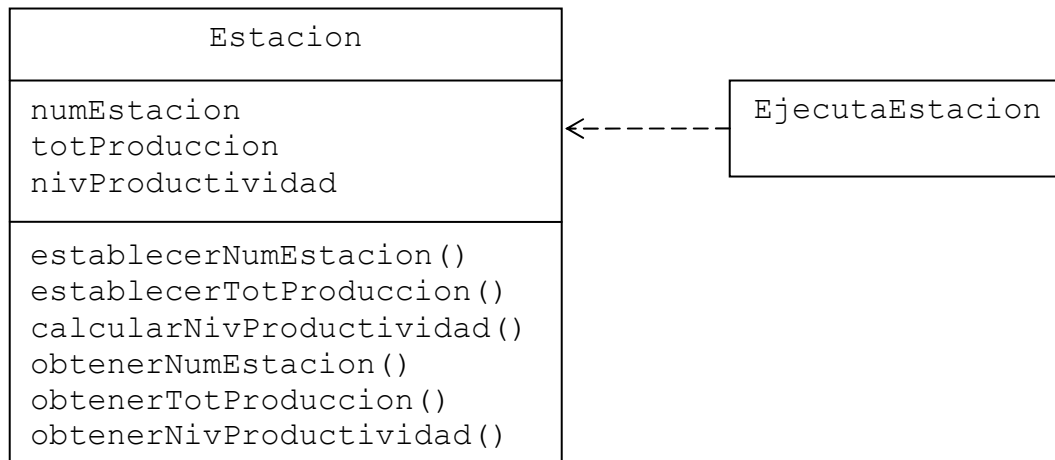 Estacion
numEstacion
totProduccion
nivProductividad
establecerNumEstacion()
establecerTotProduccion()
calcularNivProductividad()
obtenerNumEstacion()
obtenerTotProduccion()
obtenerNivProductividad()
EjecutaEstacion